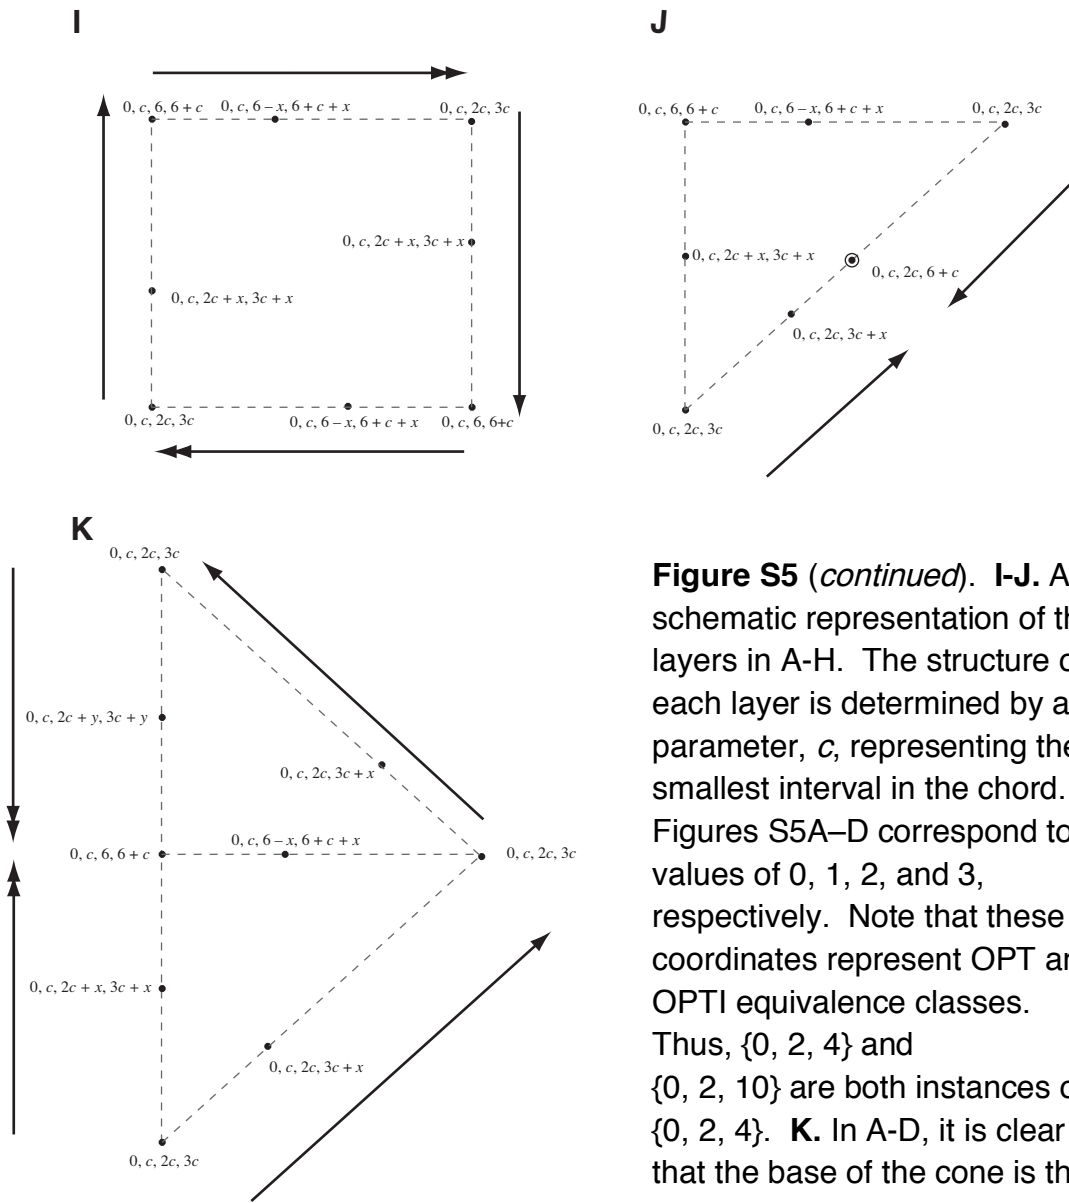 I
J
0, c, 6, 6 + c
0, c, 6 – x, 6 + c + x
0, c, 2c, 3c
0, c, 2c + x, 3c + x
0, c, 2c + x, 3c + x
0, c, 2c, 3c
0, c, 6 – x, 6 + c + x
0, c, 6, 6+c
0, c, 6, 6 + c
0, c, 6 – x, 6 + c + x
0, c, 2c, 3c
0, c, 2c + x, 3c + x
0, c, 2c, 6 + c
0, c, 2c, 3c + x
0, c, 2c, 3c
K
0, c, 2c, 3c
0, c, 2c + y, 3c + y
0, c, 2c, 3c + x
0, c, 6 – x, 6 + c + x
0, c, 6, 6 + c
0, c, 2c, 3c
0, c, 2c + x, 3c + x
0, c, 2c, 3c + x
0, c, 2c, 3c
Figure S5 (continued). I-J. A
schematic representation of
layers in A-H. The structure
each layer is determined by a
parameter, c, representing
smallest interval in the chord.
Figures S5A–D correspond to
values of 0, 1, 2, and 3,
respectively. Note that these
coordinates represent OPT
OPTI equivalence classes.
Thus, {0, 2, 4} and
{0, 2, 10} are both instances
{0, 2, 4}. K. In A-D, it is clear
that the base of the cone is